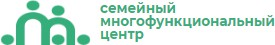 семейный
многофункциональный
центр